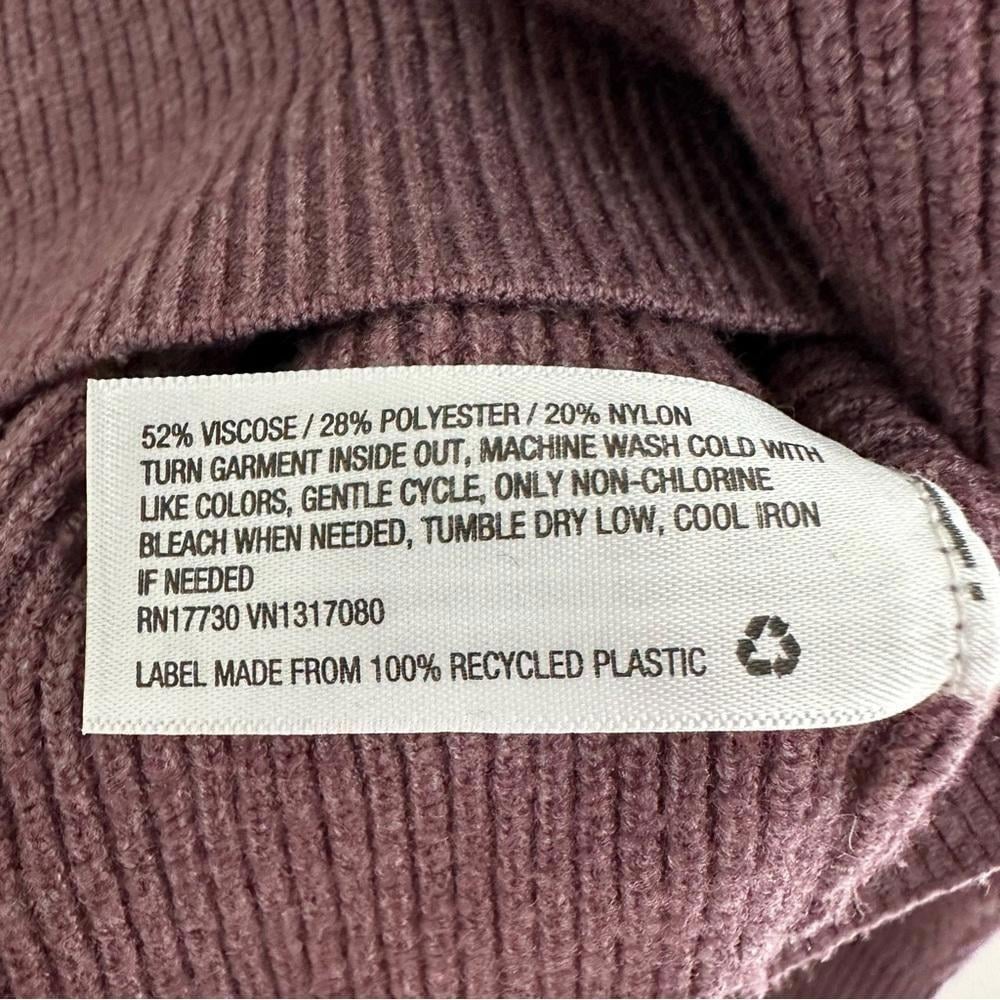 52% VISCOSE / 28% POLYESTER / 20% NYLON
TURN GARMENT INSIDE OUT, MACHINE WASH COLD WITH
LIKE COLORS, GENTLE CYCLE, ONLY NON-CHLORINE
BLEACH WHEN NEEDED, TUMBLE DRY LOW, COOL IRON
IF NEEDED
RN17730 VN1317080
LABEL MADE FROM 100% RECYCLED PLASTIC